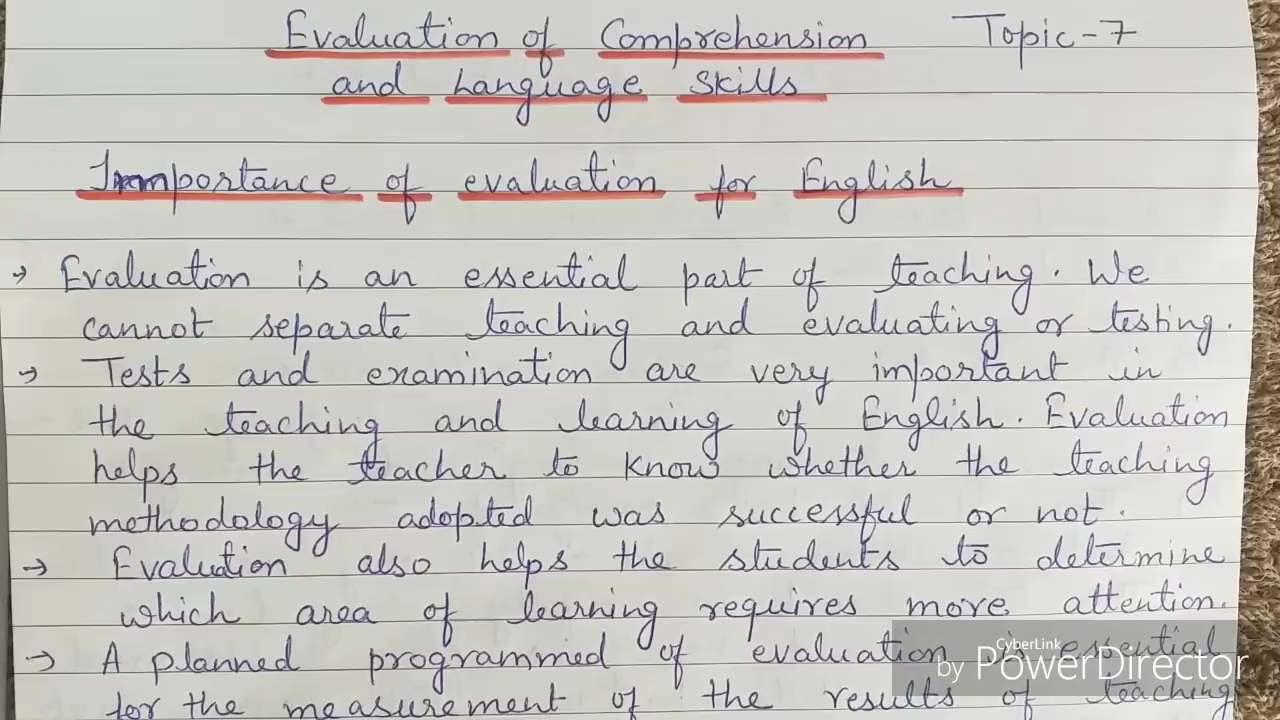 Evaluation of Comprehension Topic-7
and Language Skills
Importance of evaluation for English
→ Evaluation is an essential part of teaching. We
cannot separate teaching and evaluating or testing.
→ Tests and examination are very important in
the teaching and learning of English. Evaluation
helps the teacher to know whether the teaching
methodology adopted was successful or not.
→ Evaluation also helps the students to determine
which area of learning requires more attention.
→ A planned programmed of evaluation is essential
for the measurement of the results of teaching
CyberLink
by PowerDirector